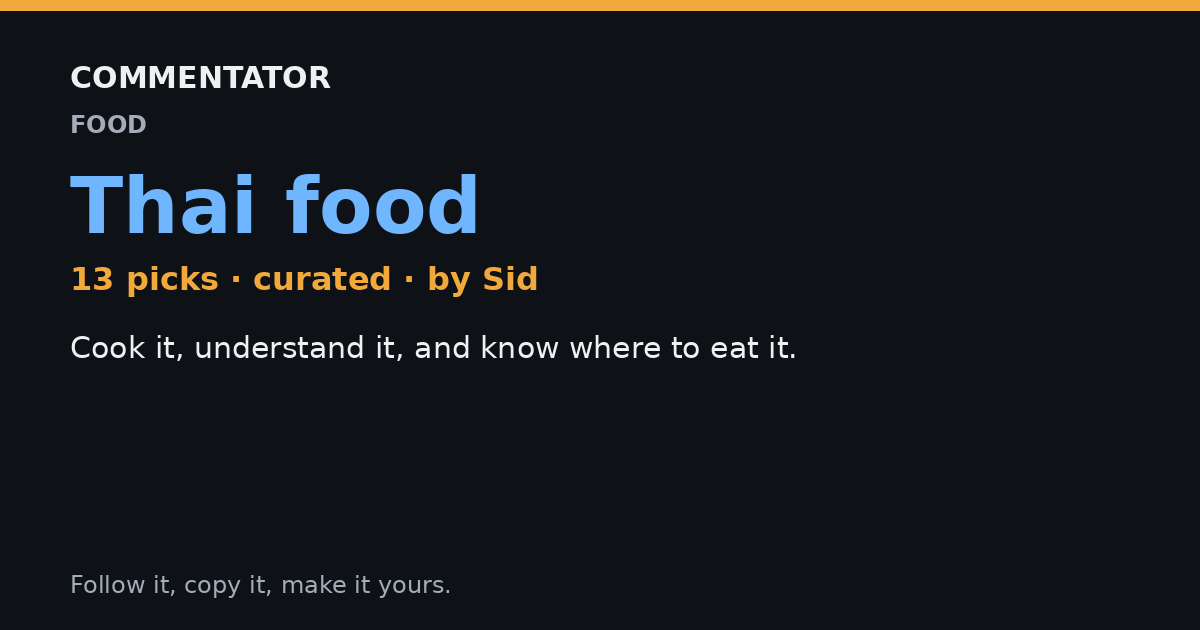 COMMENTATOR
FOOD
Thai food
13 picks · curated · by Sid
Cook it, understand it, and know where to eat it.
Follow it, copy it, make it yours.